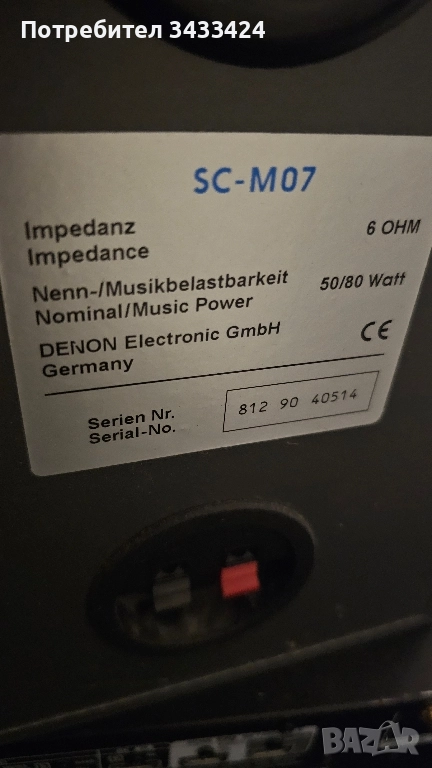 Потребител 3433424
SC-M07
Impedanz 6 OHM
Impedance
Nenn-/Musikbelastbarkeit 50/80 Watt
Nominal/Music Power
DENON Electronic GmbH CE
Germany
Serien Nr. 812 90 40514
Serial-No.
BAZAR